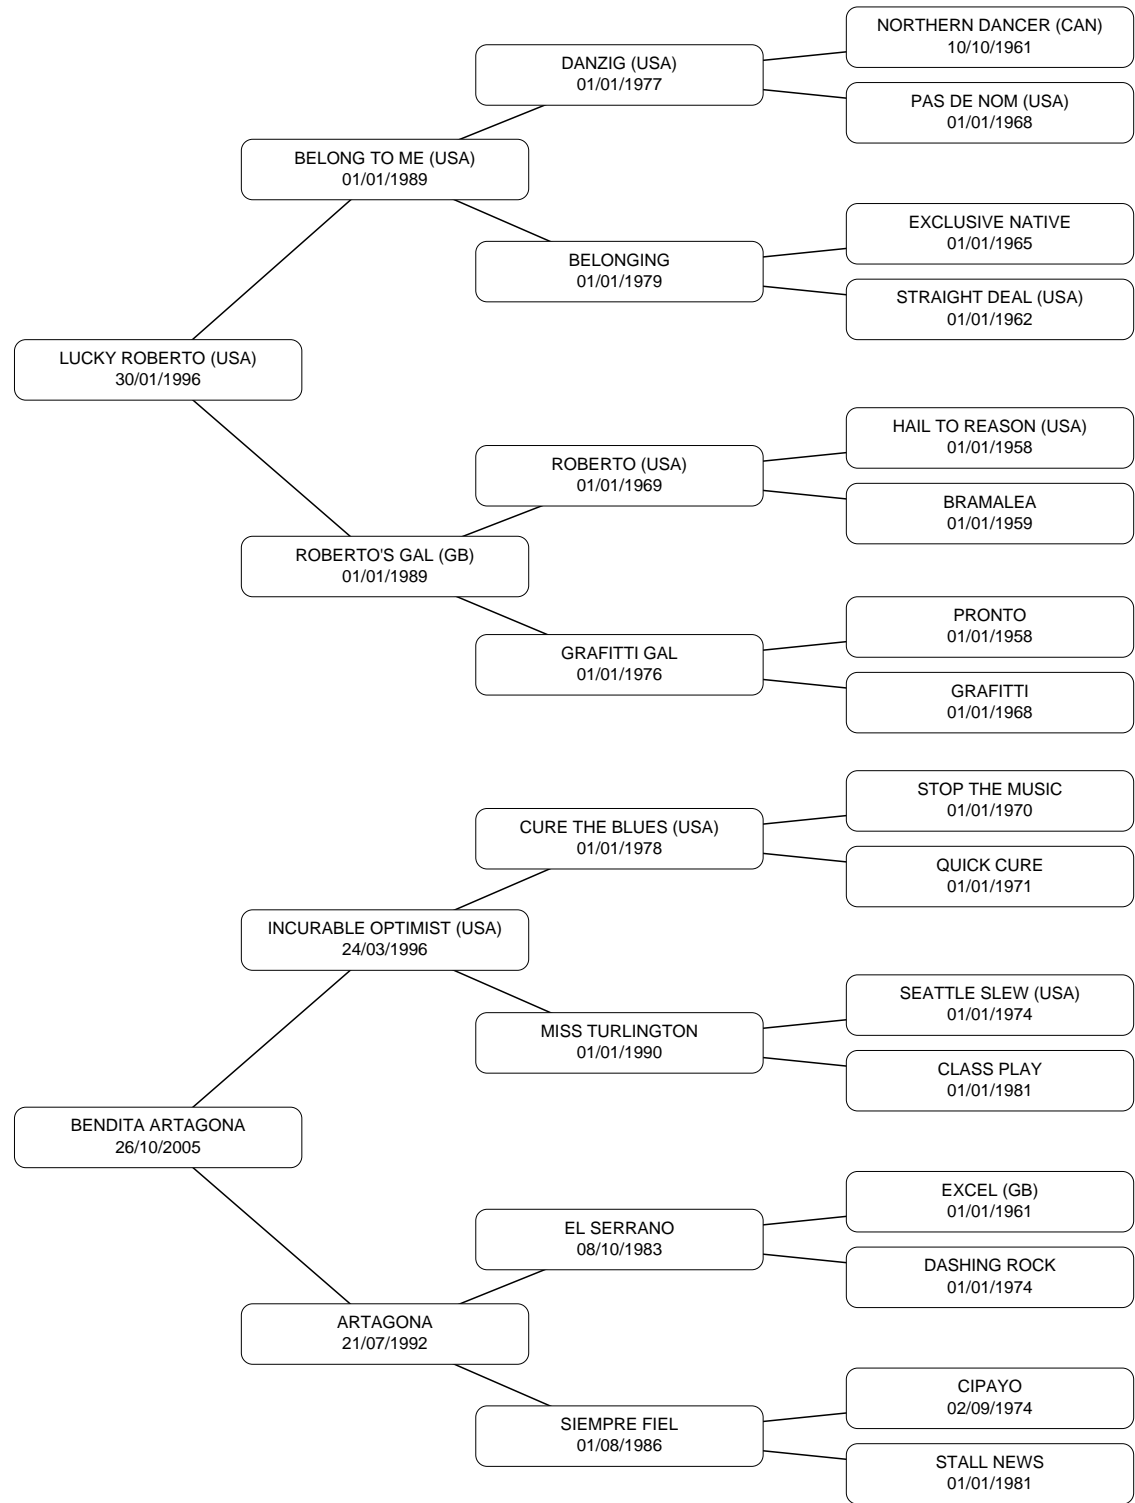 NORTHERN DANCER (CAN)
10/10/1961
DANZIG (USA)
01/01/1977
PAS DE NOM (USA)
01/01/1968
BELONG TO ME (USA)
01/01/1989
EXCLUSIVE NATIVE
01/01/1965
BELONGING
01/01/1979
STRAIGHT DEAL (USA)
01/01/1962
LUCKY ROBERTO (USA)
30/01/1996
HAIL TO REASON (USA)
01/01/1958
ROBERTO (USA)
01/01/1969
BRAMALEA
01/01/1959
ROBERTO'S GAL (GB)
01/01/1989
PRONTO
01/01/1958
GRAFITTI GAL
01/01/1976
GRAFITTI
01/01/1968
STOP THE MUSIC
01/01/1970
CURE THE BLUES (USA)
01/01/1978
QUICK CURE
01/01/1971
INCURABLE OPTIMIST (USA)
24/03/1996
SEATTLE SLEW (USA)
01/01/1974
MISS TURLINGTON
01/01/1990
CLASS PLAY
01/01/1981
BENDITA ARTAGONA
26/10/2005
EXCEL (GB)
01/01/1961
EL SERRANO
08/10/1983
DASHING ROCK
01/01/1974
ARTAGONA
21/07/1992
CIPAYO
02/09/1974
SIEMPRE FIEL
01/08/1986
STALL NEWS
01/01/1981